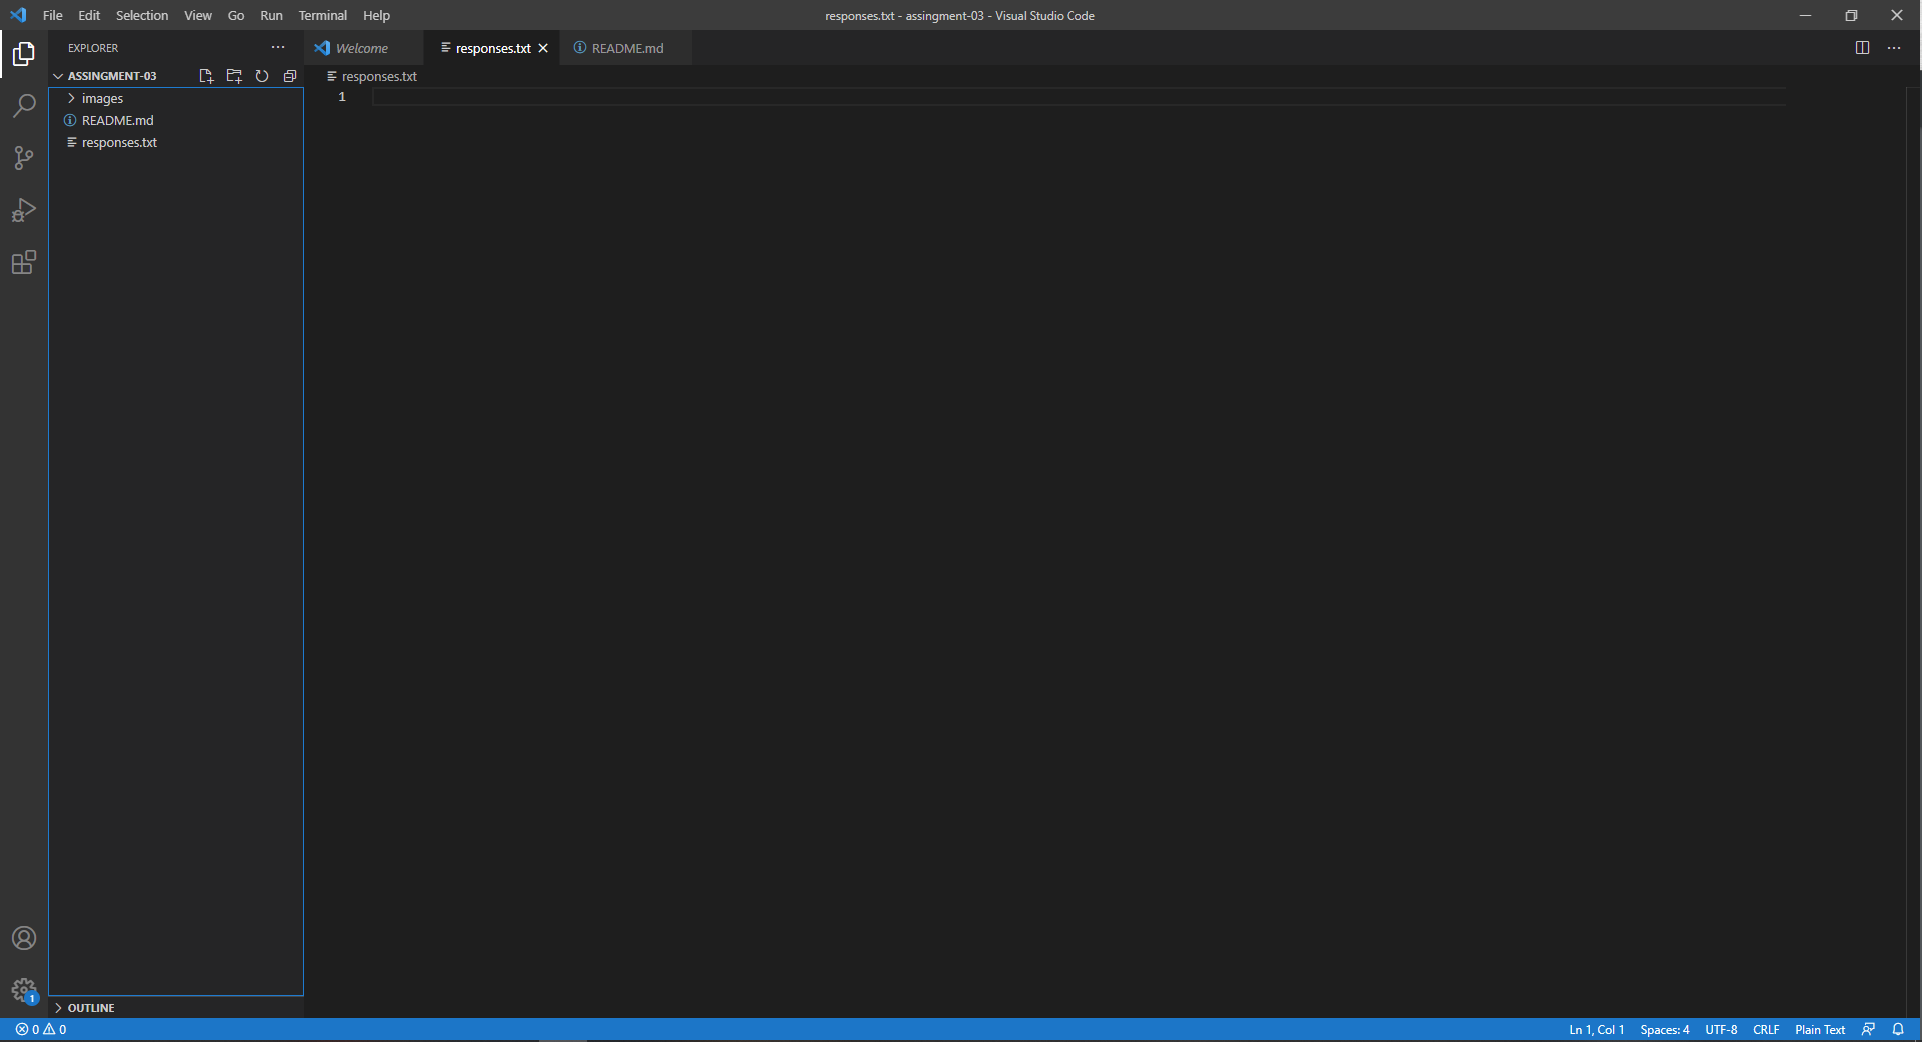 File Edit Selection View Go Run Terminal Help
responses.txt - assingment-03 - Visual Studio Code
EXPLORER
Welcome responses.txt README.md
ASSINGMENT-03
responses.txt
images
1
README.md
responses.txt
1
OUTLINE
0 0
Ln 1, Col 1 Spaces: 4 UTF-8 CRLF Plain Text